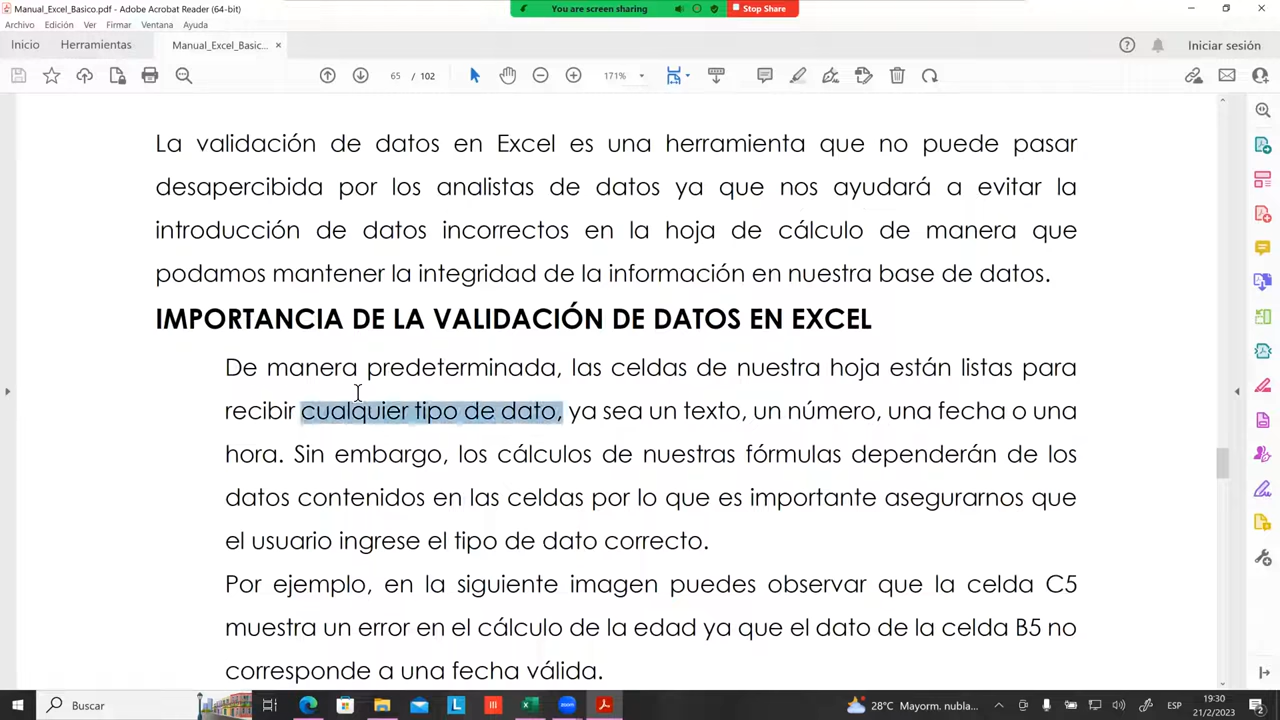 Manual_Excel_Basico.pdf - Adobe Acrobat Reader (64-bit)
You are screen sharing
Stop Share
Archivo Edición Ver Firmar Ventana Ayuda
Inicio Herramientas Manual_Excel_Basic... × Iniciar sesión
65 / 102 171%
La validación de datos en Excel es una herramienta que no puede pasar
desapercibida por los analistas de datos ya que nos ayudará a evitar la
introducción de datos incorrectos en la hoja de cálculo de manera que
podamos mantener la integridad de la información en nuestra base de datos.
IMPORTANCIA DE LA VALIDACIÓN DE DATOS EN EXCEL
De manera predeterminada, las celdas de nuestra hoja están listas para
recibir cualquier tipo de dato, ya sea un texto, un número, una fecha o una
hora. Sin embargo, los cálculos de nuestras fórmulas dependerán de los
datos contenidos en las celdas por lo que es importante asegurarnos que
el usuario ingrese el tipo de dato correcto.
Por ejemplo, en la siguiente imagen puedes observar que la celda C5
muestra un error en el cálculo de la edad ya que el dato de la celda B5 no
corresponde a una fecha válida.
Buscar
28°C Mayorm. nubla...
ESP
19:30
21/2/2023